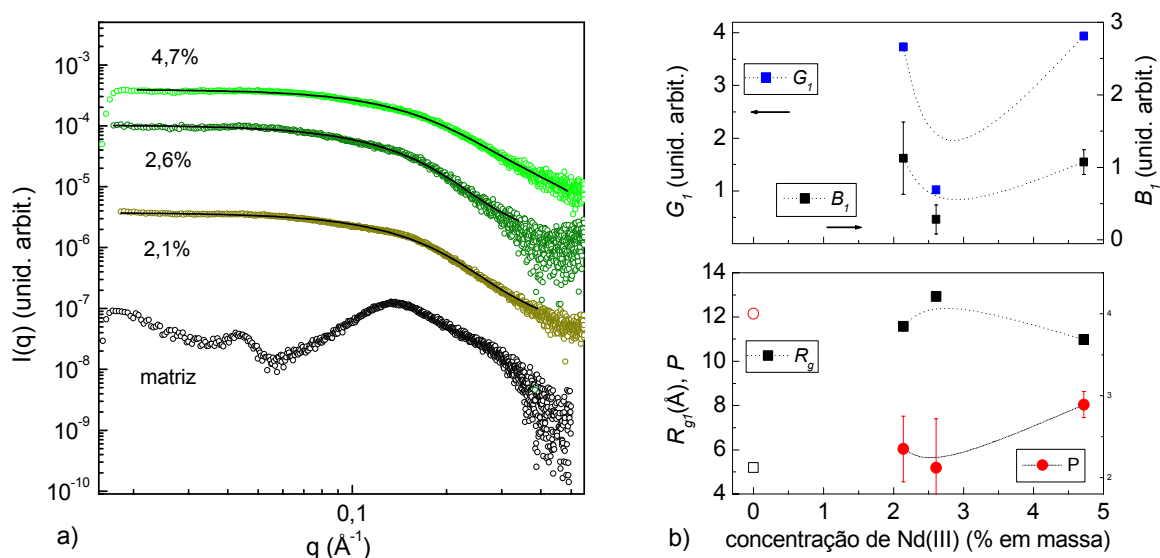 10⁻³
10⁻⁴
10⁻⁵
10⁻⁶
10⁻⁷
10⁻⁸
10⁻⁹
10⁻¹⁰
I(q) (unid. arbit.)
4,7%
2,6%
2,1%
matriz
0,1
q (Å⁻¹)
a)
4
3
2
1
G₁ (unid. arbit.)
G₁
B₁
3
2
1
0
B₁ (unid. arbit.)
14
12
10
8
6
4
R_g1(Å), P
R_g
P
4
3
2
0 1 2 3 4 5
concentração de Nd(III) (% em massa)
b)